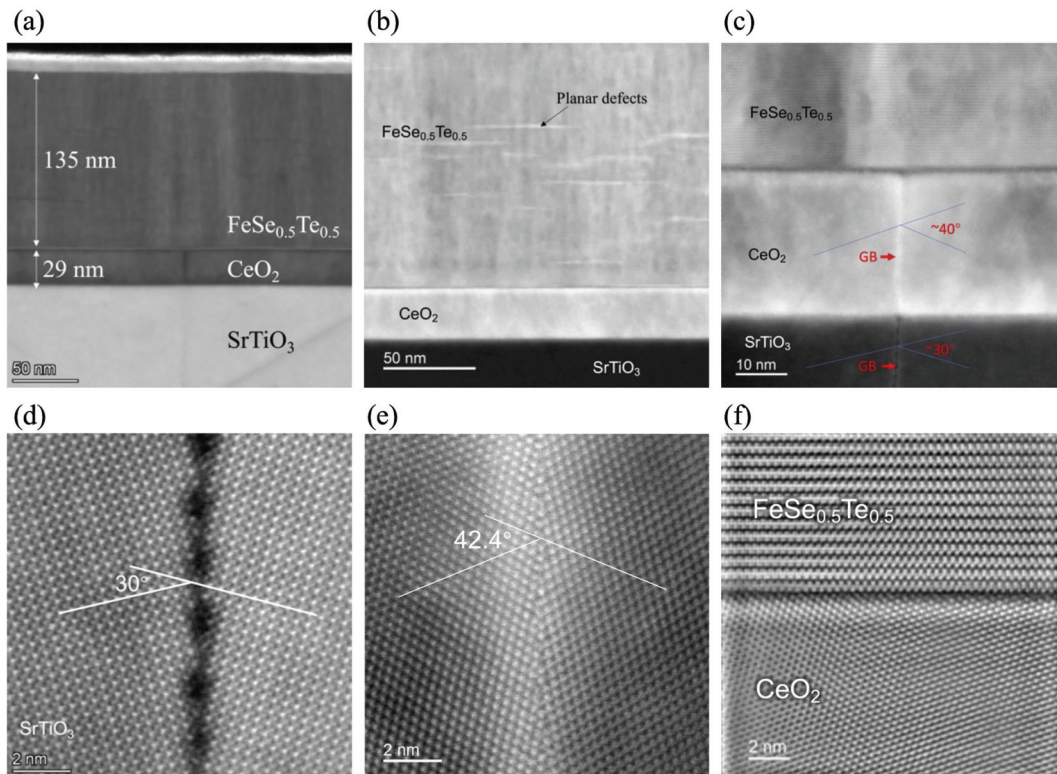 (a)
135 nm
FeSe0.5Te0.5
29 nm
CeO2
SrTiO3
50 nm
(b)
Planar defects
FeSe0.5Te0.5
CeO2
50 nm
SrTiO3
(c)
FeSe0.5Te0.5
~40°
CeO2
GB
SrTiO3
~30°
GB
10 nm
(d)
30°
SrTiO3
2 nm
(e)
42.4°
2 nm
(f)
FeSe0.5Te0.5
CeO2
2 nm